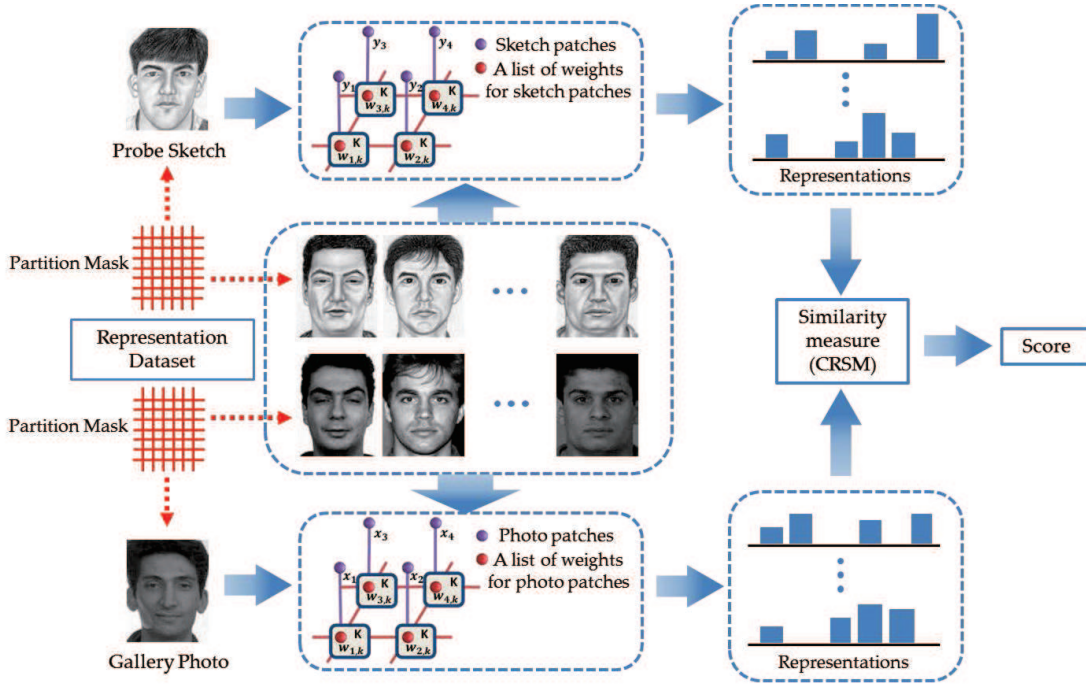 Probe Sketch
y₃
y₄
y₁
y₂
K
w₃,ₖ
K
w₄,ₖ
K
w₁,ₖ
K
w₂,ₖ
Sketch patches
A list of weights
for sketch patches
Representations
Partition Mask
Representation
Dataset
Partition Mask
Similarity
measure
(CRSM)
Score
Gallery Photo
x₃
x₄
x₁
x₂
K
w₃,ₖ
K
w₄,ₖ
K
w₁,ₖ
K
w₂,ₖ
Photo patches
A list of weights
for photo patches
Representations